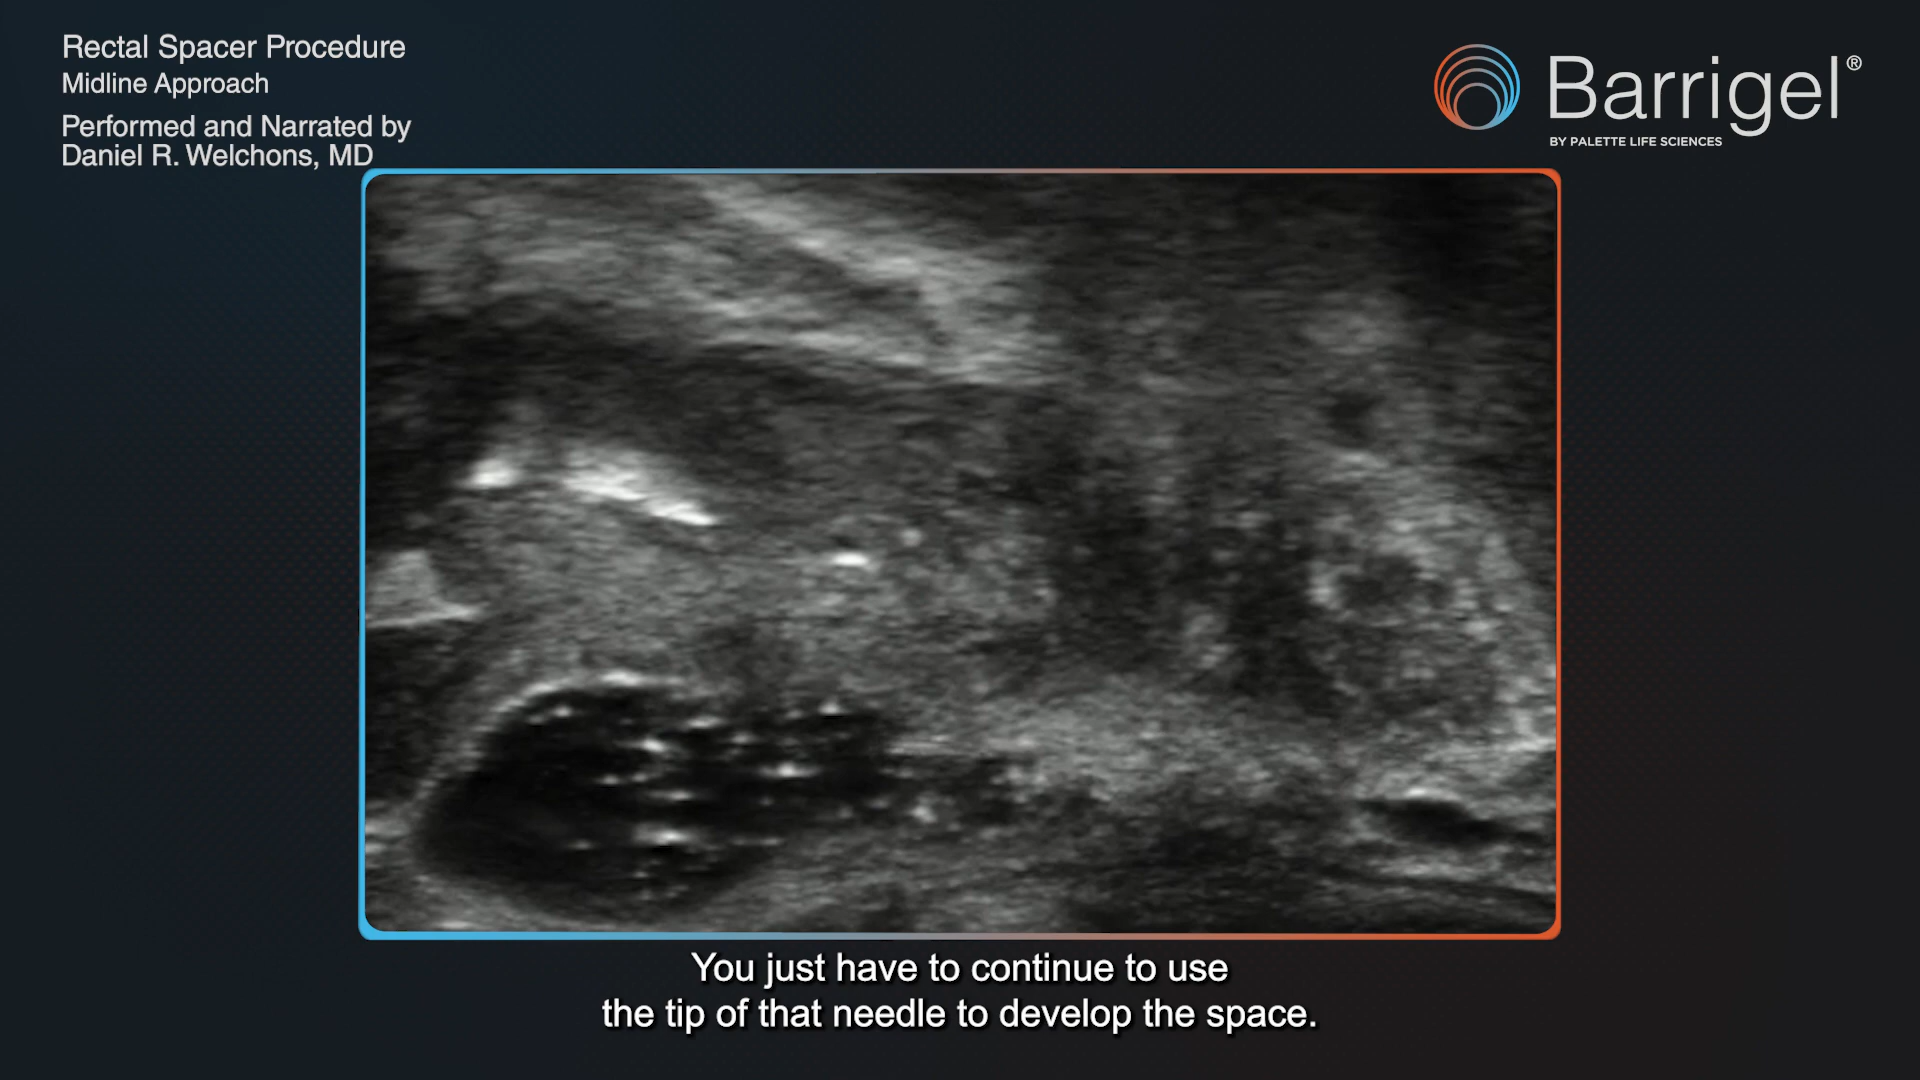 Rectal Spacer Procedure
Midline Approach
Performed and Narrated by
Daniel R. Welchons, MD
Barrigel®
BY PALETTE LIFE SCIENCES
You just have to continue to use
the tip of that needle to develop the space.